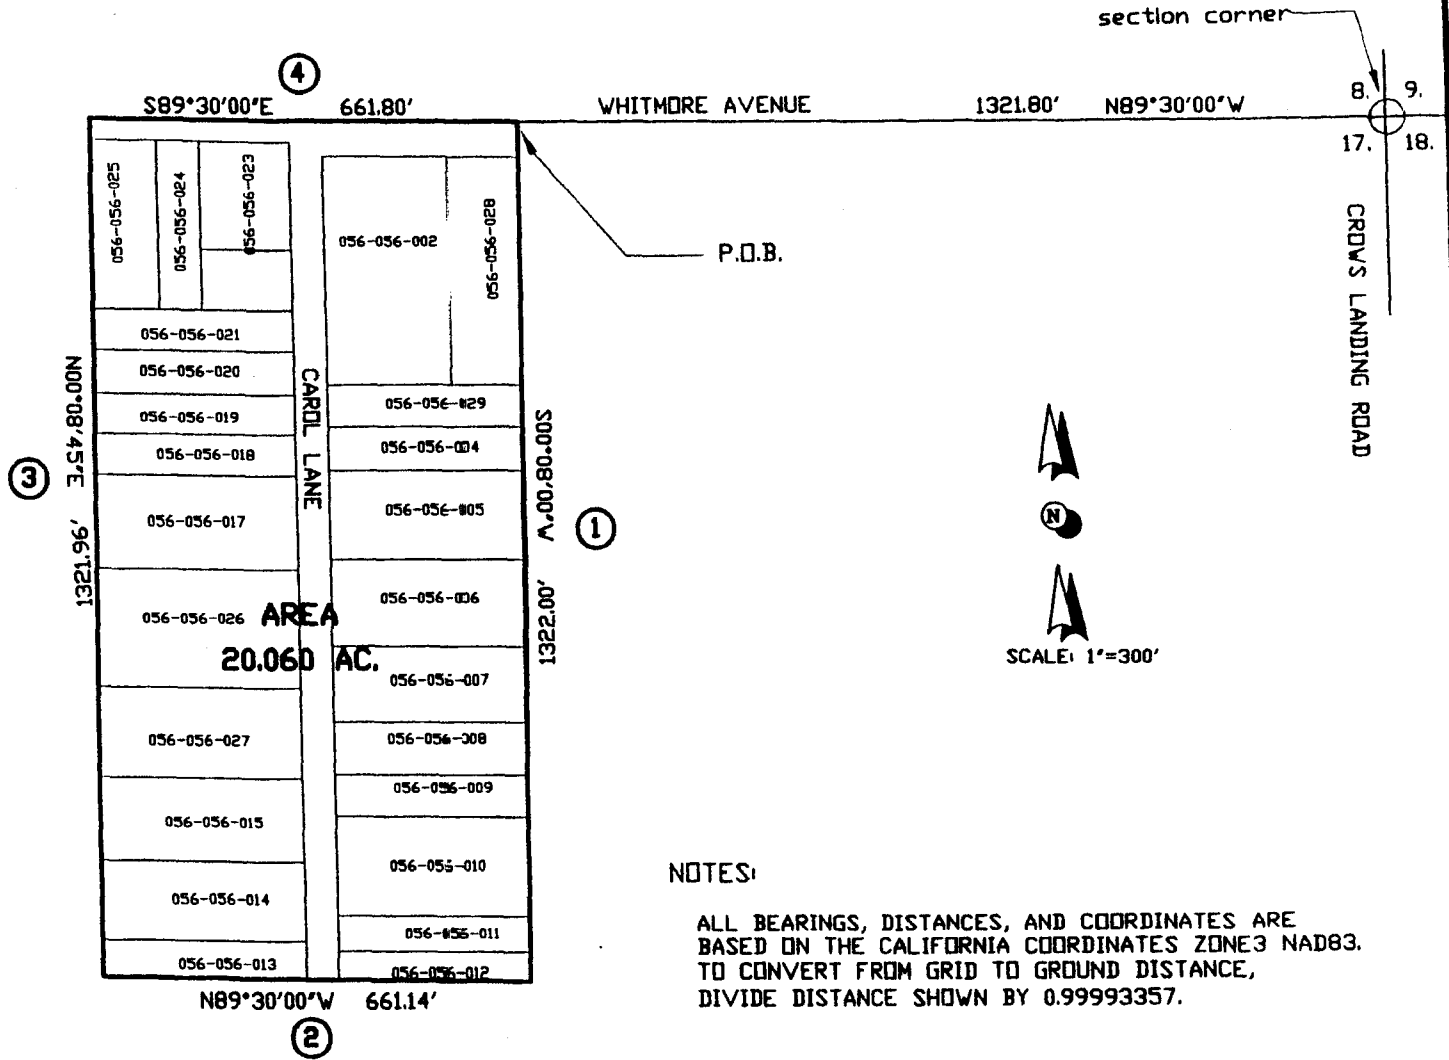 section corner
4
S89°30'00"E 661.80' WHITMORE AVENUE 1321.80' N89°30'00"W
8. 9.
17. 18.
CROWS LANDING ROAD
P.O.B.
056-056-025
056-056-024
056-056-023
056-056-002
056-056-028
056-056-021
056-056-020
056-056-019
056-056-018
056-056-017
056-056-026
056-056-027
056-056-015
056-056-014
056-056-013
CAROL LANE
056-056-029
056-056-004
056-056-005
056-056-006
056-056-007
056-056-008
056-056-009
056-056-010
056-056-011
056-056-012
AREA
20.060 AC.
3
N00°08'45"E 1321.96'
S00°08'00"W 1322.00'
1
N89°30'00"W 661.14'
2
N
SCALE: 1"=300'
NOTES:
ALL BEARINGS, DISTANCES, AND COORDINATES ARE
BASED ON THE CALIFORNIA COORDINATES ZONE3 NAD83.
TO CONVERT FROM GRID TO GROUND DISTANCE,
DIVIDE DISTANCE SHOWN BY 0.99993357.